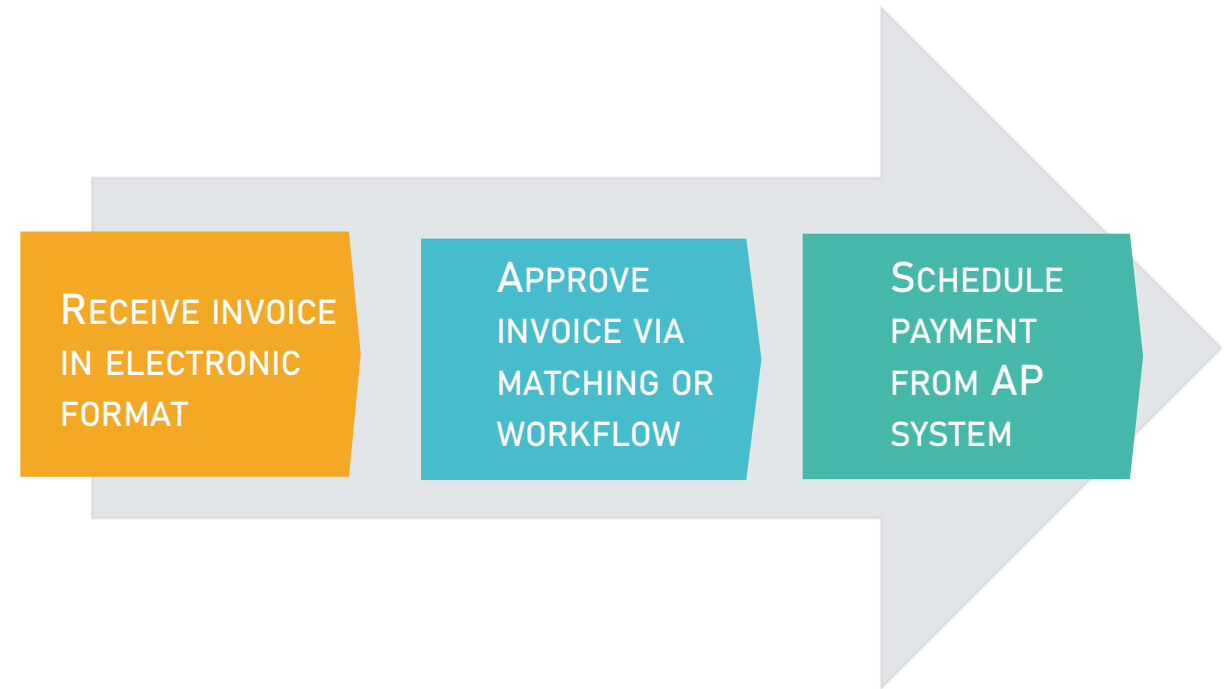 RECEIVE INVOICE
IN ELECTRONIC
FORMAT
APPROVE
INVOICE VIA
MATCHING OR
WORKFLOW
SCHEDULE
PAYMENT
FROM AP
SYSTEM